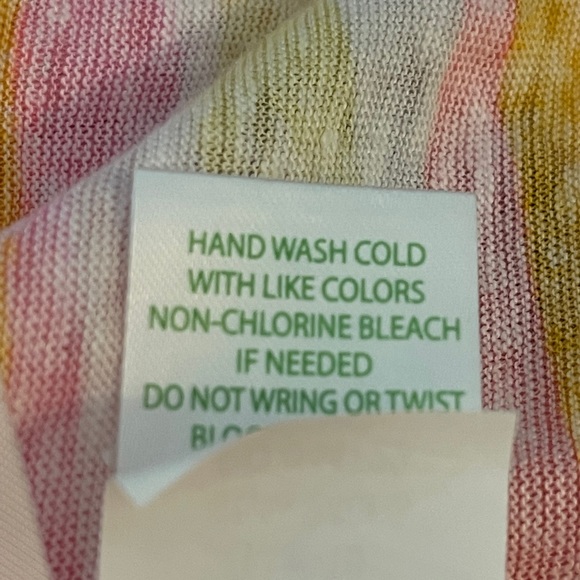 HAND WASH COLD
WITH LIKE COLORS
NON-CHLORINE BLEACH
IF NEEDED
DO NOT WRING OR TWIST